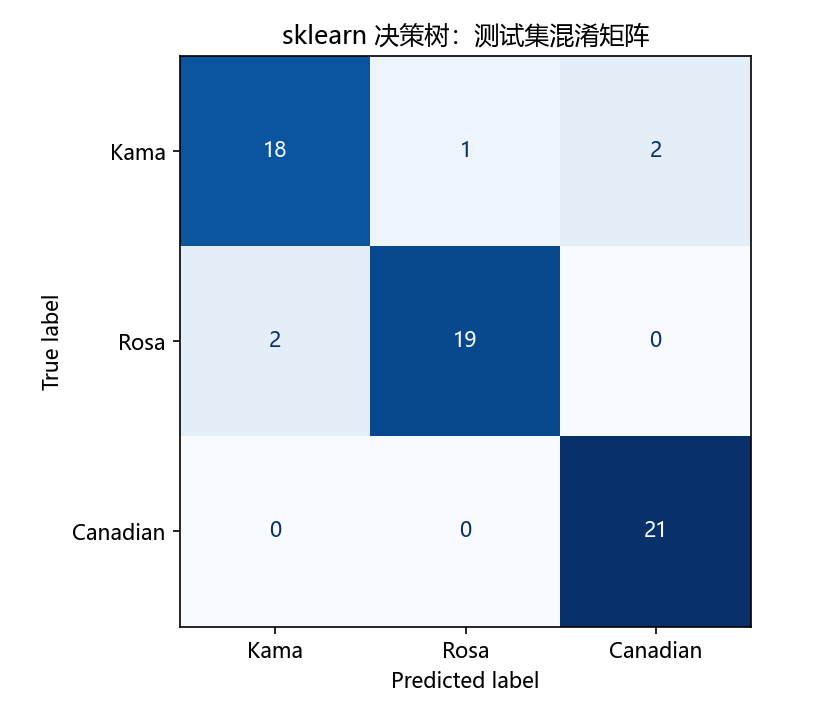 sklearn 决策树：测试集混淆矩阵
True label
Kama
18 1 2
Rosa
2 19 0
Canadian
0 0 21
Kama Rosa Canadian
Predicted label